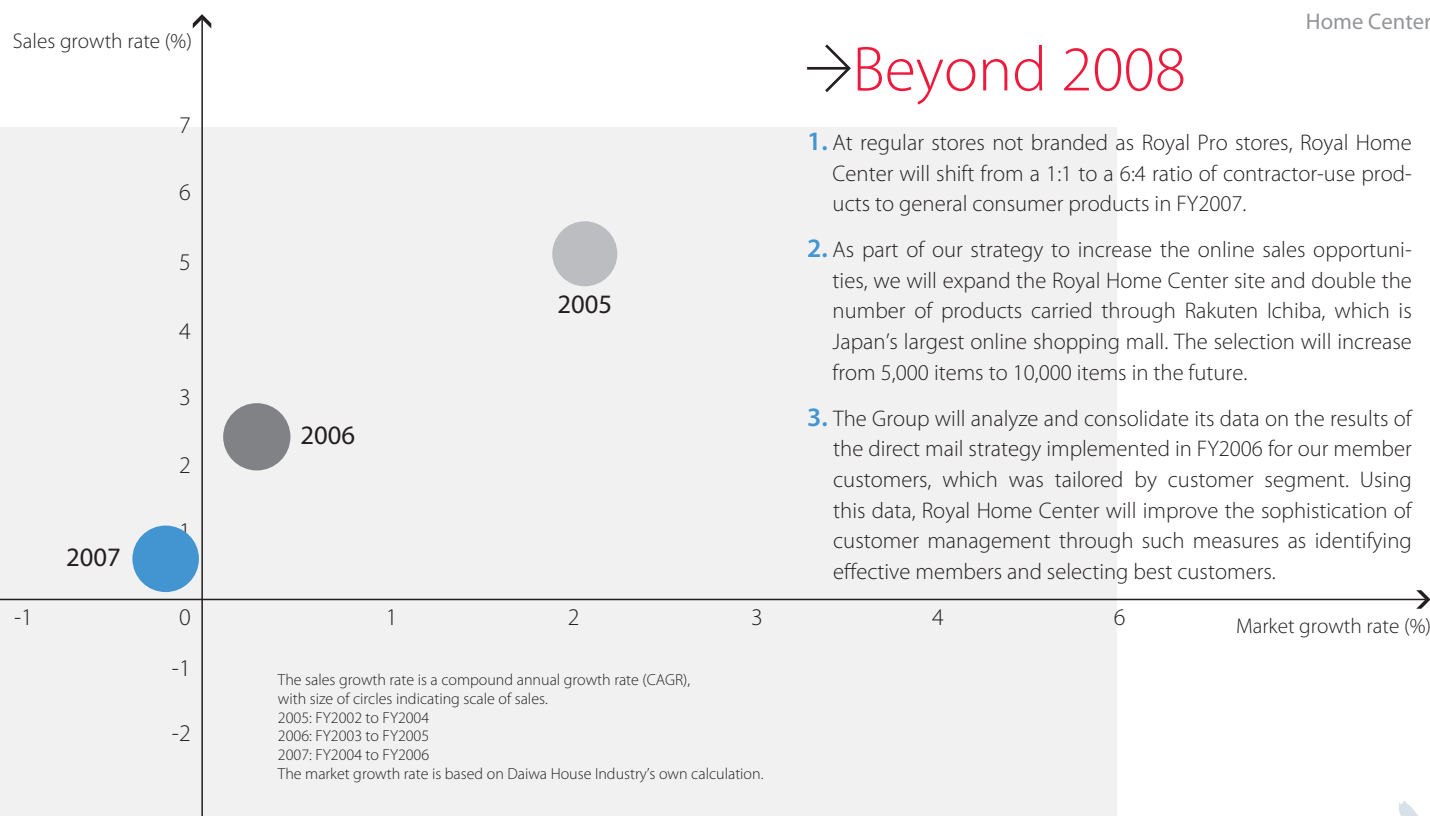 Home Center
Sales growth rate (%)
→Beyond 2008
7
6
5
4
3
2
1
2005
2006
2007
1. At regular stores not branded as Royal Pro stores, Royal Home
Center will shift from a 1:1 to a 6:4 ratio of contractor-use prod-
ucts to general consumer products in FY2007.
2. As part of our strategy to increase the online sales opportuni-
ties, we will expand the Royal Home Center site and double the
number of products carried through Rakuten Ichiba, which is
Japan's largest online shopping mall. The selection will increase
from 5,000 items to 10,000 items in the future.
3. The Group will analyze and consolidate its data on the results of
the direct mail strategy implemented in FY2006 for our member
customers, which was tailored by customer segment. Using
this data, Royal Home Center will improve the sophistication of
customer management through such measures as identifying
effective members and selecting best customers.
-1 0 1 2 3 4 6
Market growth rate (%)
-1
-2
The sales growth rate is a compound annual growth rate (CAGR),
with size of circles indicating scale of sales.
2005: FY2002 to FY2004
2006: FY2003 to FY2005
2007: FY2004 to FY2006
The market growth rate is based on Daiwa House Industry's own calculation.